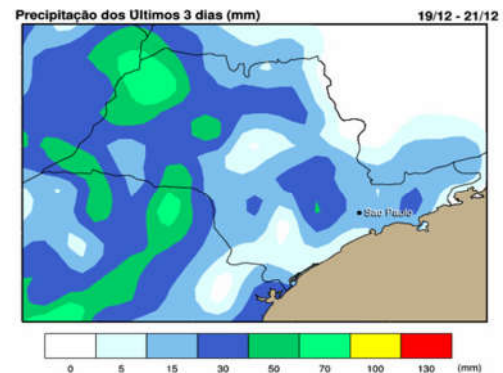 Precipitação dos Últimos 3 dias (mm) 19/12 - 21/12
São Paulo
0 5 15 30 50 70 100 130 (mm)